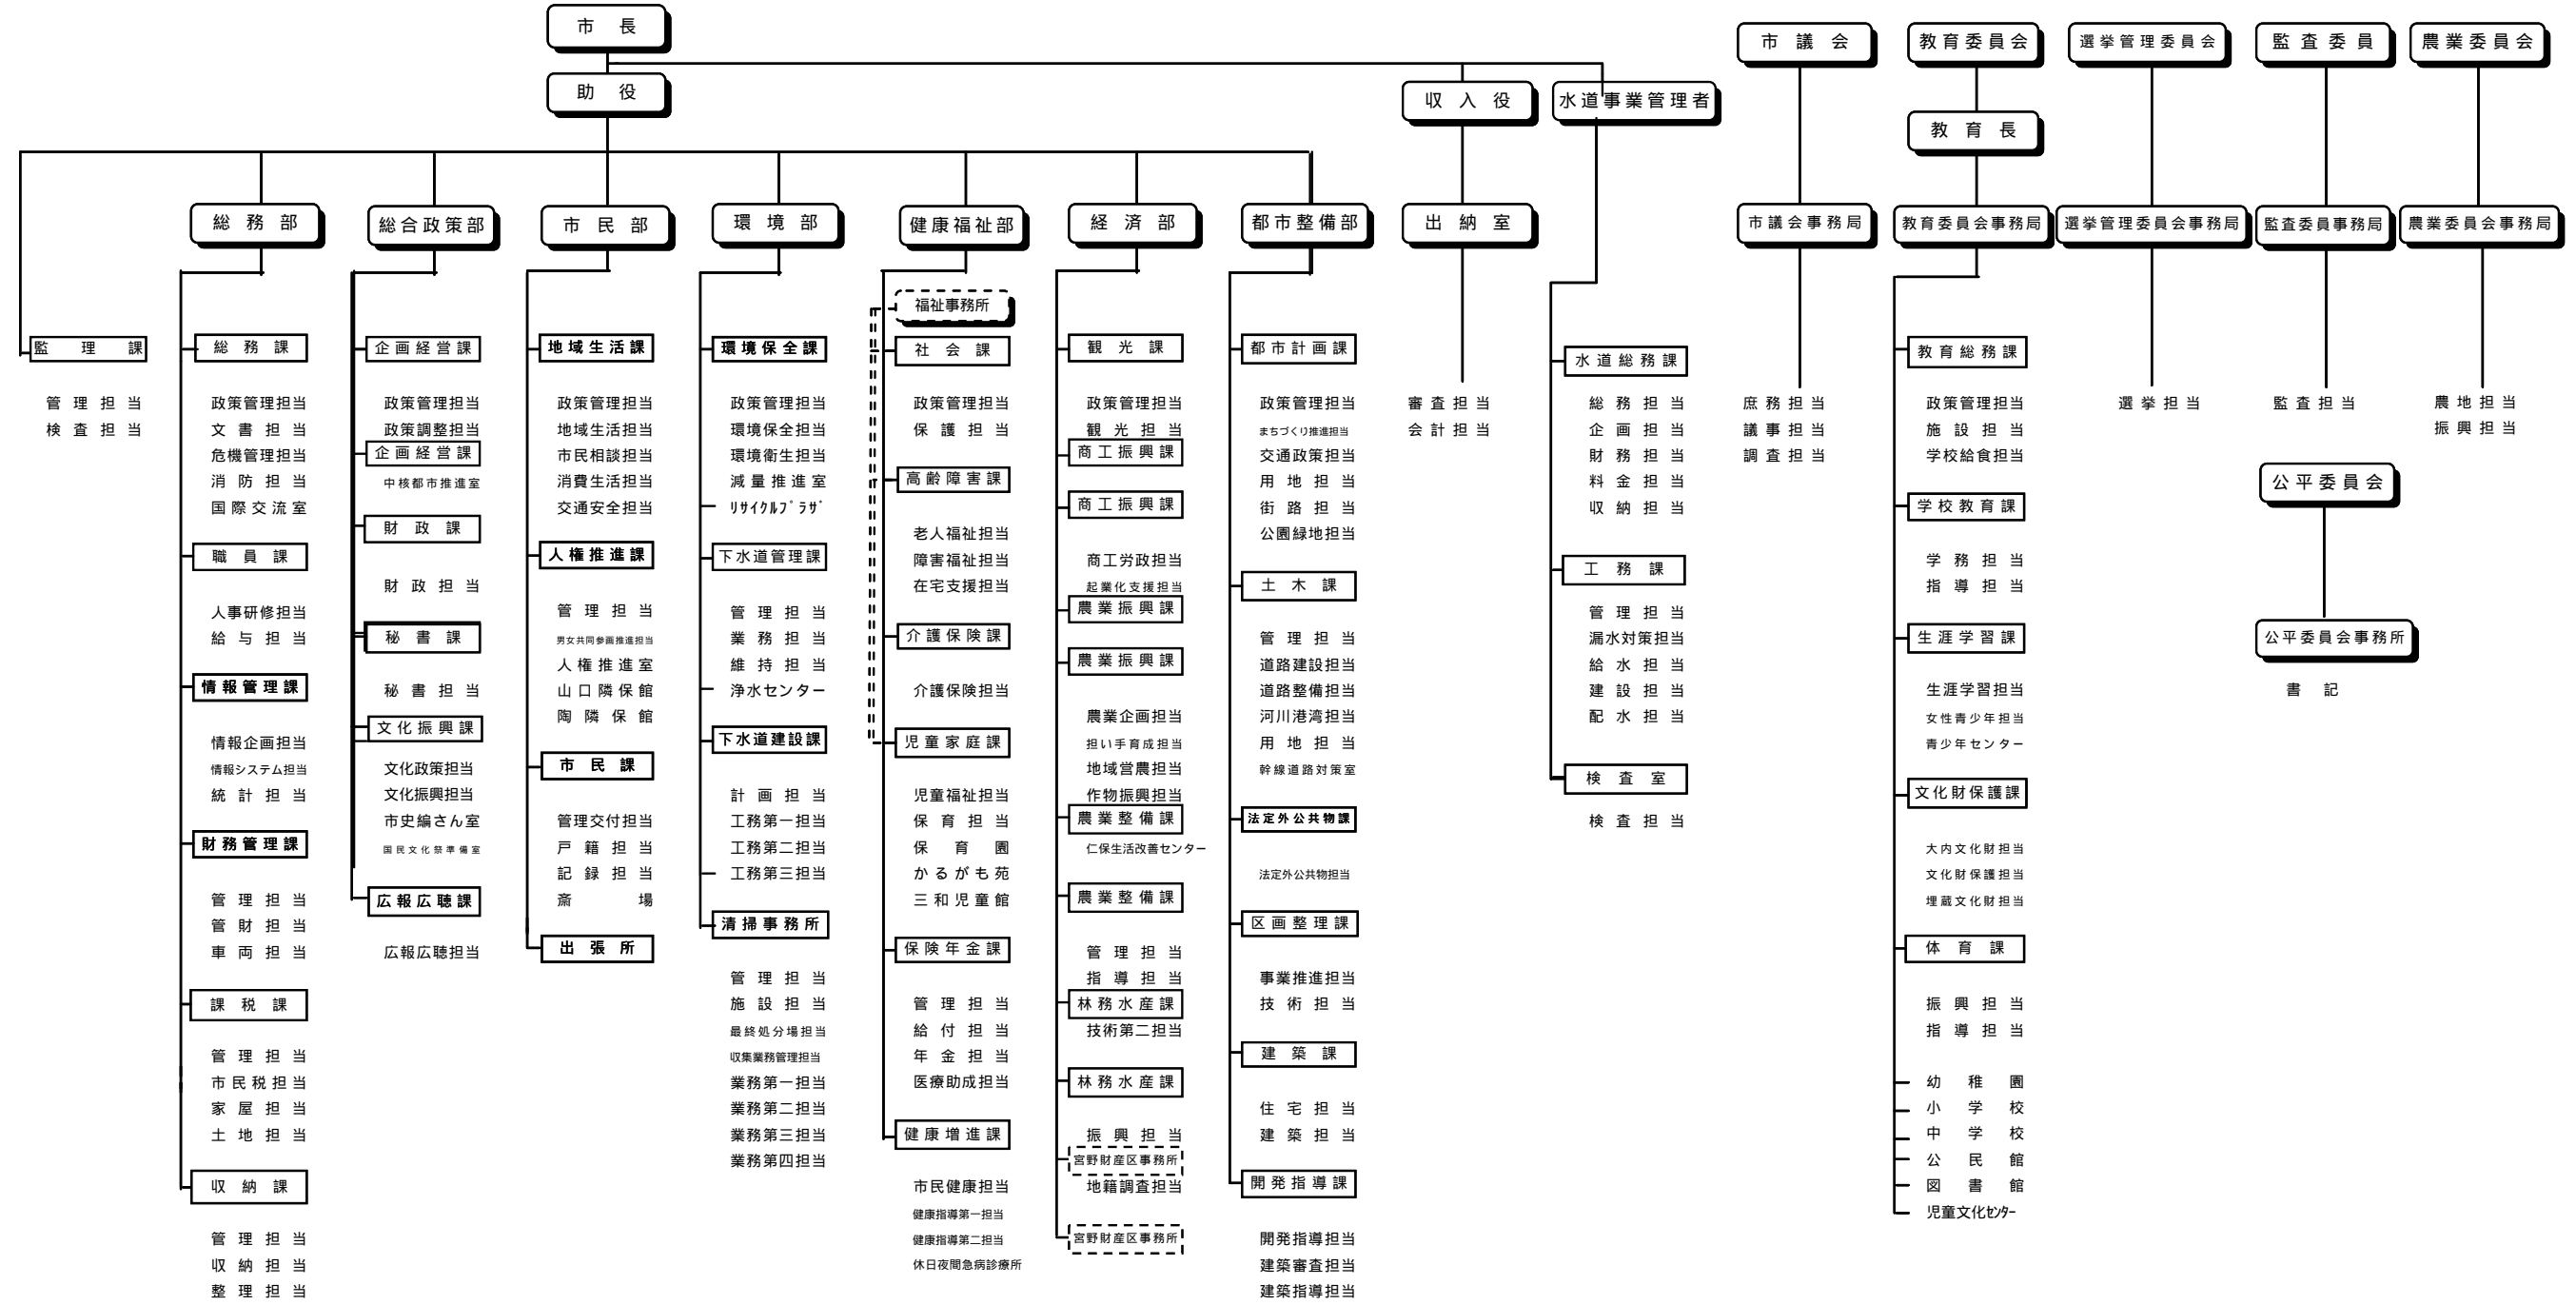 市長
助役
収入役
水道事業管理者
市議会
教育委員会
選挙管理委員会
監査委員
農業委員会
教育長
総務部
総合政策部
市民部
環境部
健康福祉部
経済部
都市整備部
出納室
市議会事務局
教育委員会事務局
選挙管理委員会事務局
監査委員事務局
農業委員会事務局
監理課
管理担当
検査担当
総務課
政策管理担当
文書担当
危機管理担当
消防担当
国際交流室
職員課
人事研修担当
給与担当
情報管理課
情報企画担当
情報システム担当
統計担当
財務管理課
管理担当
管財担当
車両担当
課税課
管理担当
市民税担当
家屋担当
土地担当
収納課
管理担当
収納担当
整理担当
企画経営課
政策管理担当
政策調整担当
企画経営課
中核都市推進室
財政課
財政担当
秘書課
秘書担当
文化振興課
文化政策担当
文化振興担当
市史編さん室
国民文化祭準備室
広報広聴課
広報広聴担当
地域生活課
政策管理担当
地域生活担当
市民相談担当
消費生活担当
交通安全担当
人権推進課
管理担当
男女共同参画推進担当
人権推進室
山口隣保館
陶隣保館
市民課
管理交付担当
戸籍担当
記録担当
斎場
出張所
環境保全課
政策管理担当
環境保全担当
環境衛生担当
減量推進室
ﾘｻｲｸﾙﾌﾟﾗｻﾞ
下水道管理課
管理担当
業務担当
維持担当
浄水センター
下水道建設課
計画担当
工務第一担当
工務第二担当
工務第三担当
清掃事務所
管理担当
施設担当
最終処分場担当
収集業務管理担当
業務第一担当
業務第二担当
業務第三担当
業務第四担当
福祉事務所
社会課
政策管理担当
保護担当
高齢障害課
老人福祉担当
障害福祉担当
在宅支援担当
介護保険課
介護保険担当
児童家庭課
児童福祉担当
保育担当
保育園
かるがも苑
三和児童館
保険年金課
管理担当
給付担当
年金担当
医療助成担当
健康増進課
市民健康担当
健康指導第一担当
健康指導第二担当
休日夜間急病診療所
観光課
政策管理担当
観光担当
商工振興課
商工振興課
商工労政担当
起業化支援担当
農業振興課
農業振興課
農業企画担当
担い手育成担当
地域営農担当
作物振興担当
農業整備課
仁保生活改善センター
農業整備課
管理担当
指導担当
林務水産課
技術第二担当
林務水産課
振興担当
宮野財産区事務所
地籍調査担当
宮野財産区事務所
都市計画課
政策管理担当
まちづくり推進担当
交通政策担当
用地担当
街路担当
公園緑地担当
土木課
管理担当
道路建設担当
道路整備担当
河川港湾担当
用地担当
幹線道路対策室
法定外公共物課
法定外公共物担当
区画整理課
事業推進担当
技術担当
建築課
住宅担当
建築担当
開発指導課
開発指導担当
建築審査担当
建築指導担当
審査担当
会計担当
水道総務課
総務担当
企画担当
財務担当
料金担当
収納担当
工務課
管理担当
漏水対策担当
給水担当
建設担当
配水担当
検査室
検査担当
庶務担当
議事担当
調査担当
教育総務課
政策管理担当
施設担当
学校給食担当
学校教育課
学務担当
指導担当
生涯学習課
生涯学習担当
女性青少年担当
青少年センター
文化財保護課
大内文化財担当
文化財保護担当
埋蔵文化財担当
体育課
振興担当
指導担当
幼稚園
小学校
中学校
公民館
図書館
児童文化ｾﾝﾀｰ
選挙担当
監査担当
公平委員会
公平委員会事務所
書記
農地担当
振興担当